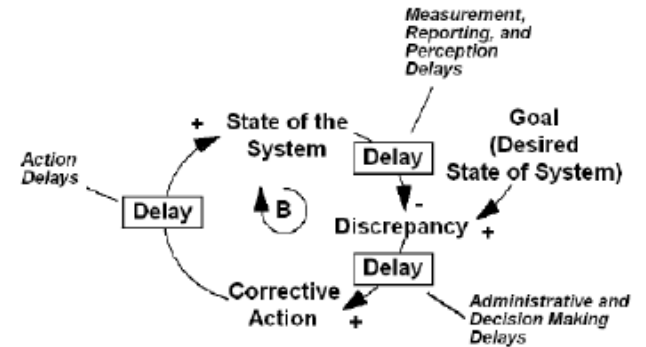 Measurement,
Reporting, and
Perception
Delays
+
State of the
System
Delay
Goal
(Desired
State of System)
Action
Delays
Delay
B
-
Discrepancy
+
Delay
Corrective
Action
+
Administrative and
Decision Making
Delays